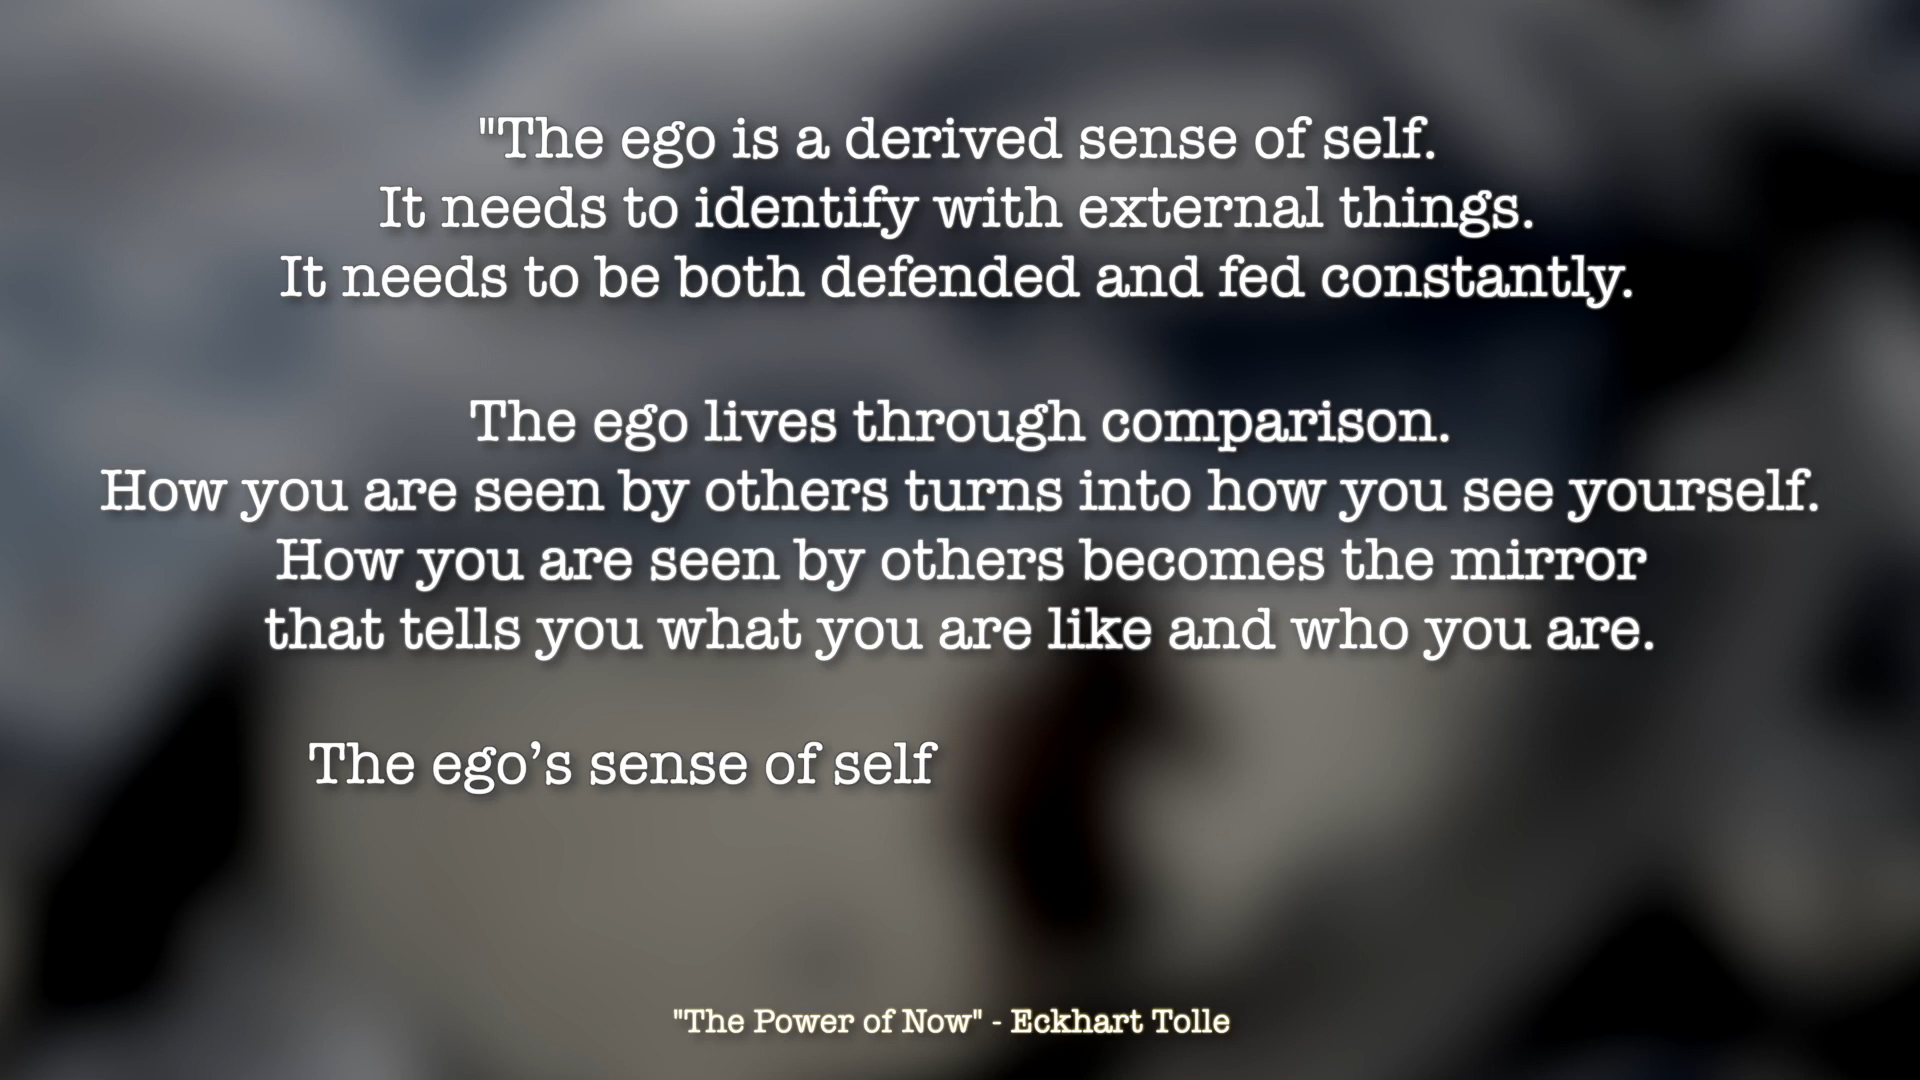 "The ego is a derived sense of self.
It needs to identify with external things.
It needs to be both defended and fed constantly.
The ego lives through comparison.
How you are seen by others turns into how you see yourself.
How you are seen by others becomes the mirror
that tells you what you are like and who you are.
The ego’s sense of self
"The Power of Now" - Eckhart Tolle